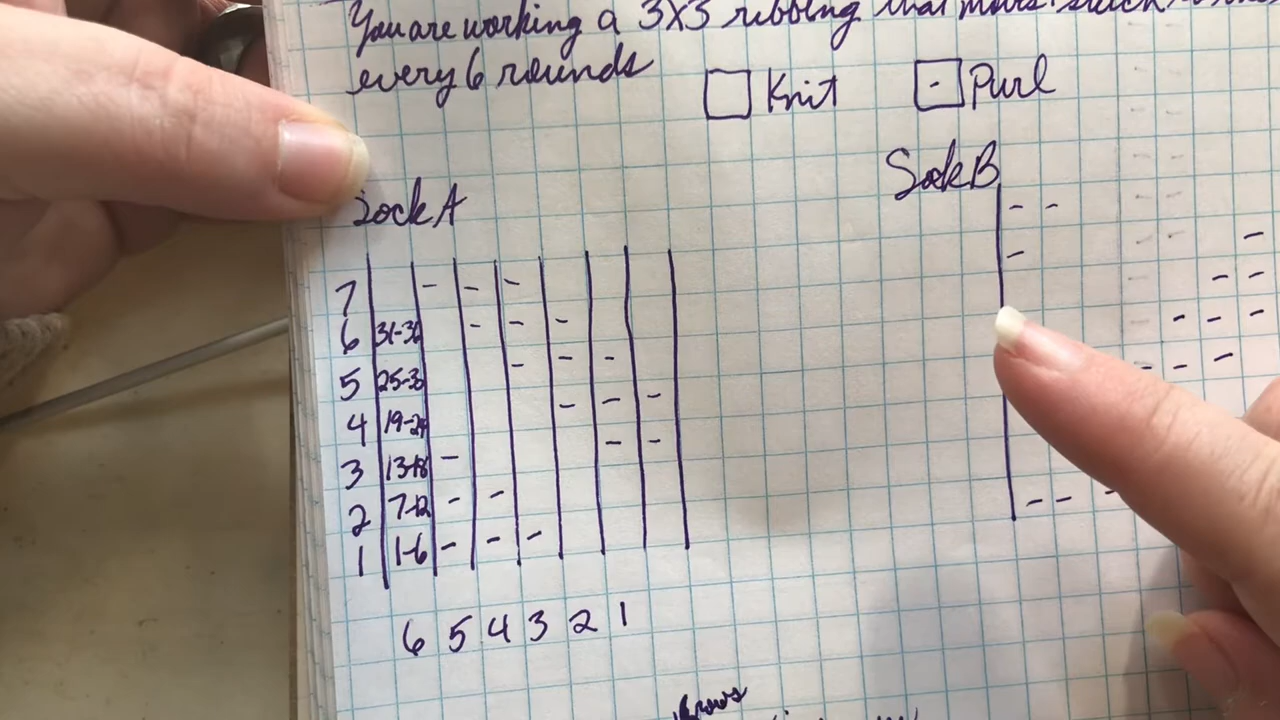 You are working a 3x3 ribbing that
every 6 rounds
Knit
- Purl
Sock A
Sock B
7 - - -
6 31-36 - - -
5 25-30 - - -
4 19-24 - - -
3 13-18 - - -
2 7-12 - -
1 1-6 - - -
6 5 4 3 2 1
rows